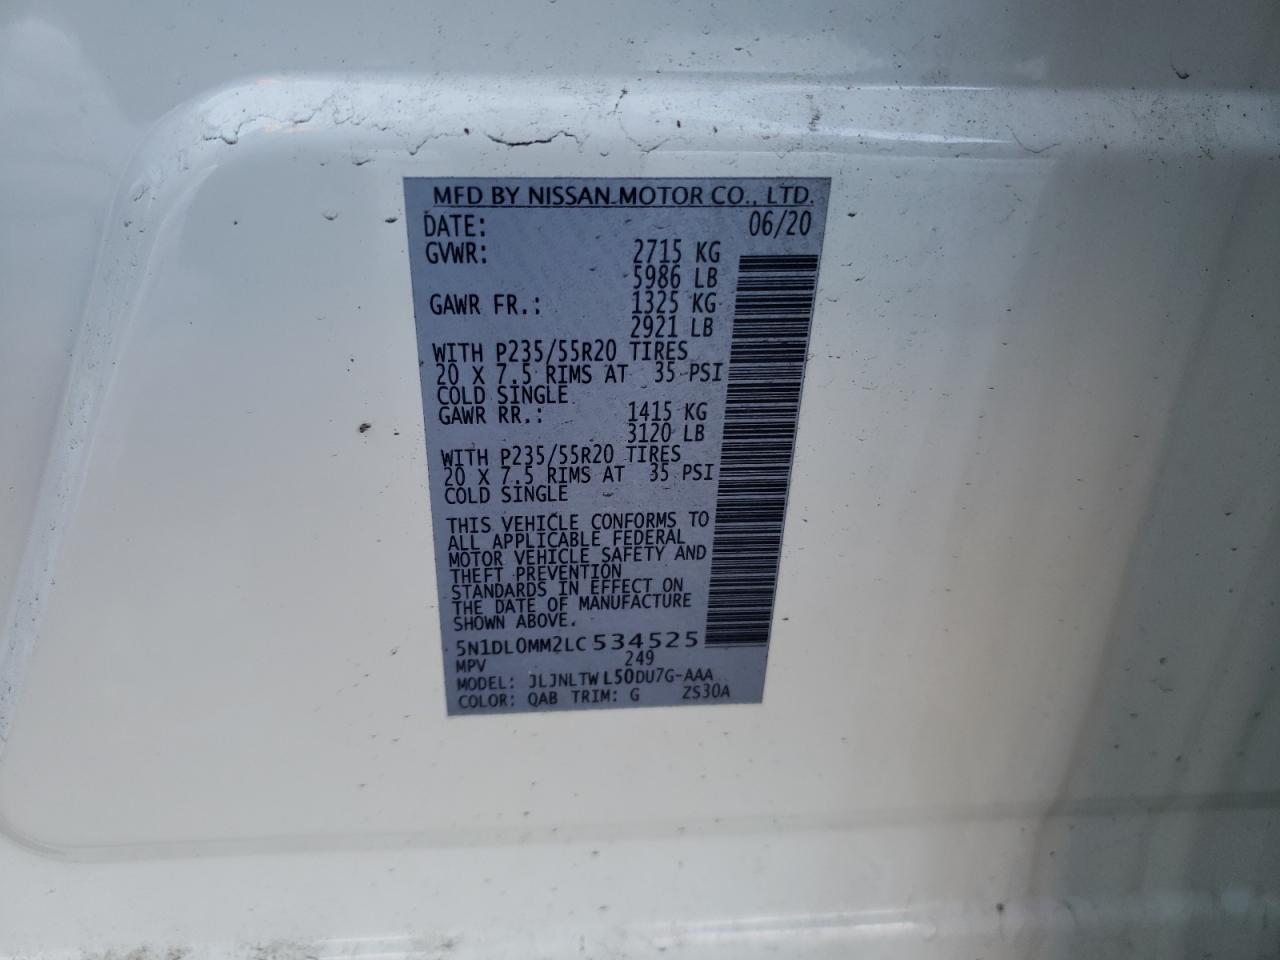 MFD BY NISSAN MOTOR CO., LTD.
DATE: 06/20
GVWR: 2715 KG
5986 LB
GAWR FR.: 1325 KG
2921 LB
WITH P235/55R20 TIRES
20 X 7.5 RIMS AT 35 PSI
COLD SINGLE
GAWR RR.: 1415 KG
3120 LB
WITH P235/55R20 TIRES
20 X 7.5 RIMS AT 35 PSI
COLD SINGLE
THIS VEHICLE CONFORMS TO
ALL APPLICABLE FEDERAL
MOTOR VEHICLE SAFETY AND
THEFT PREVENTION
STANDARDS IN EFFECT ON
THE DATE OF MANUFACTURE
SHOWN ABOVE.
5N1DL0MM2LC534525
MPV 249
MODEL: JLJNLTWL50DU7G-AAA
COLOR: QAB TRIM: G ZS30A